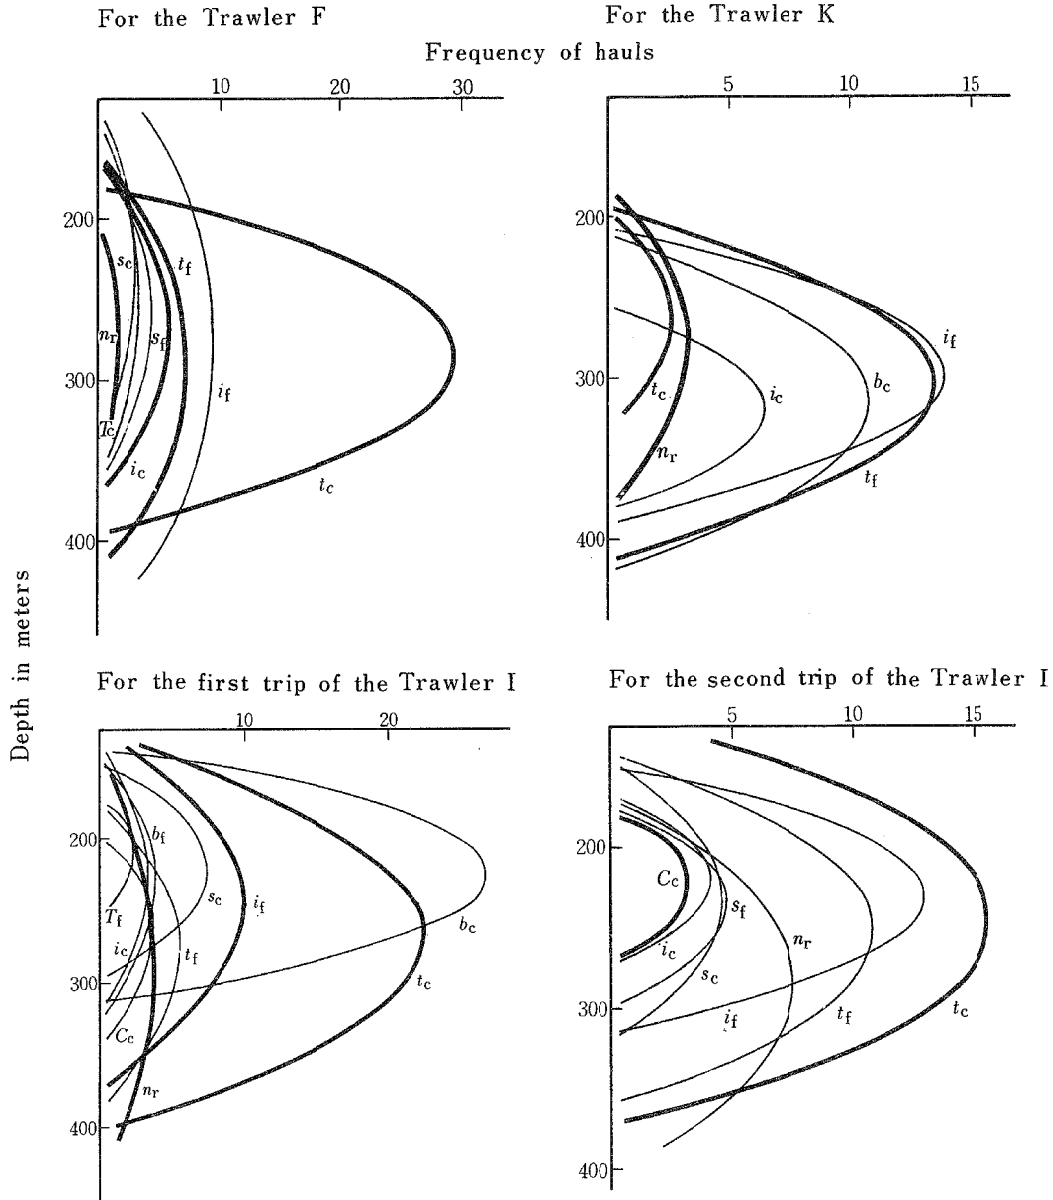 For the Trawler F
For the Trawler K
Frequency of hauls
10 20 30
5 10 15
200
300
400
sc
tf
nr
sf
if
Tc
ic
tc
200
300
400
if
bc
ic
tc
nr
tf
Depth in meters
For the first trip of the Trawler I
For the second trip of the Trawler I
10 20
5 10 15
200
300
400
bf
sc
if
Tf
bc
ic
tf
tc
Cc
nr
200
300
400
Cc
sf
nr
ic
sc
if
tf
tc